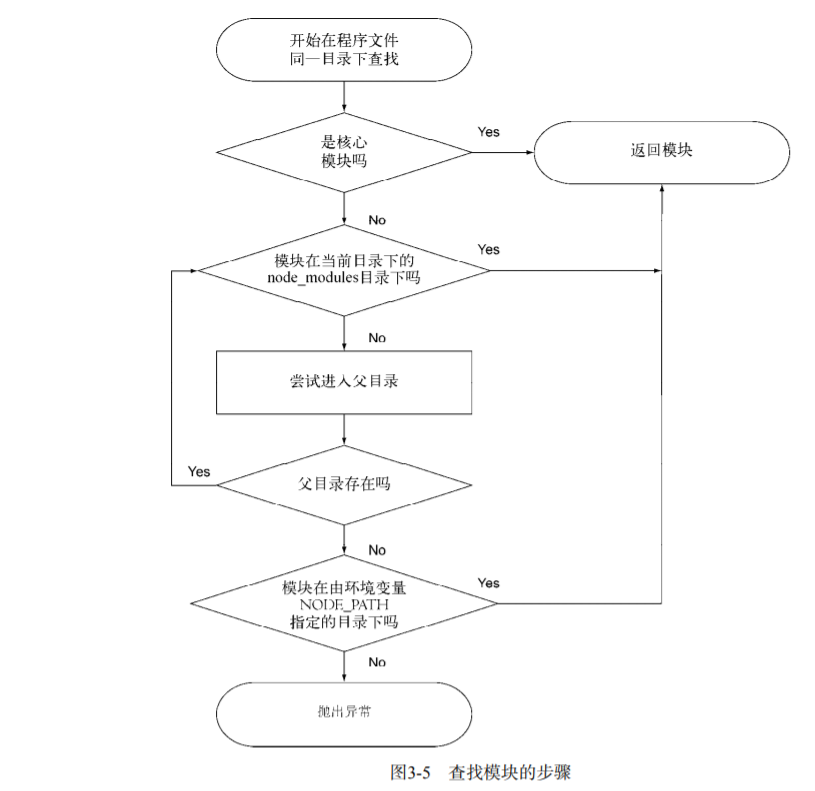 开始在程序文件
同一目录下查找
是核心
模块吗
Yes
返回模块
No
模块在当前目录下的
node_modules目录下吗
Yes
No
尝试进入父目录
父目录存在吗
Yes
No
模块在由环境变量
NODE_PATH
指定的目录下吗
Yes
No
抛出异常
图3-5 查找模块的步骤